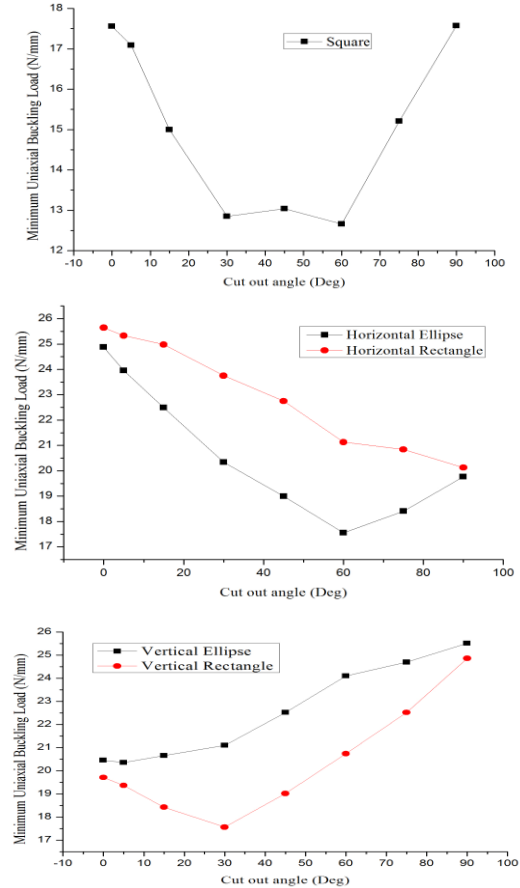 18
17
16
15
14
13
12
Minimum Uniaxial Buckling Load (N/mm)
Square
-10 0 10 20 30 40 50 60 70 80 90 100
Cut out angle (Deg)
26
25
24
23
22
21
20
19
18
17
Minimum Uniaxial Buckling Load (N/mm)
Horizontal Ellipse
Horizontal Rectangle
0 20 40 60 80 100
Cut out angle (Deg)
26
25
24
23
22
21
20
19
18
17
Minimum Uniaxial Buckling Load (N/mm)
Vertical Ellipse
Vertical Rectangle
-10 0 10 20 30 40 50 60 70 80 90 100
Cut out angle (Deg)